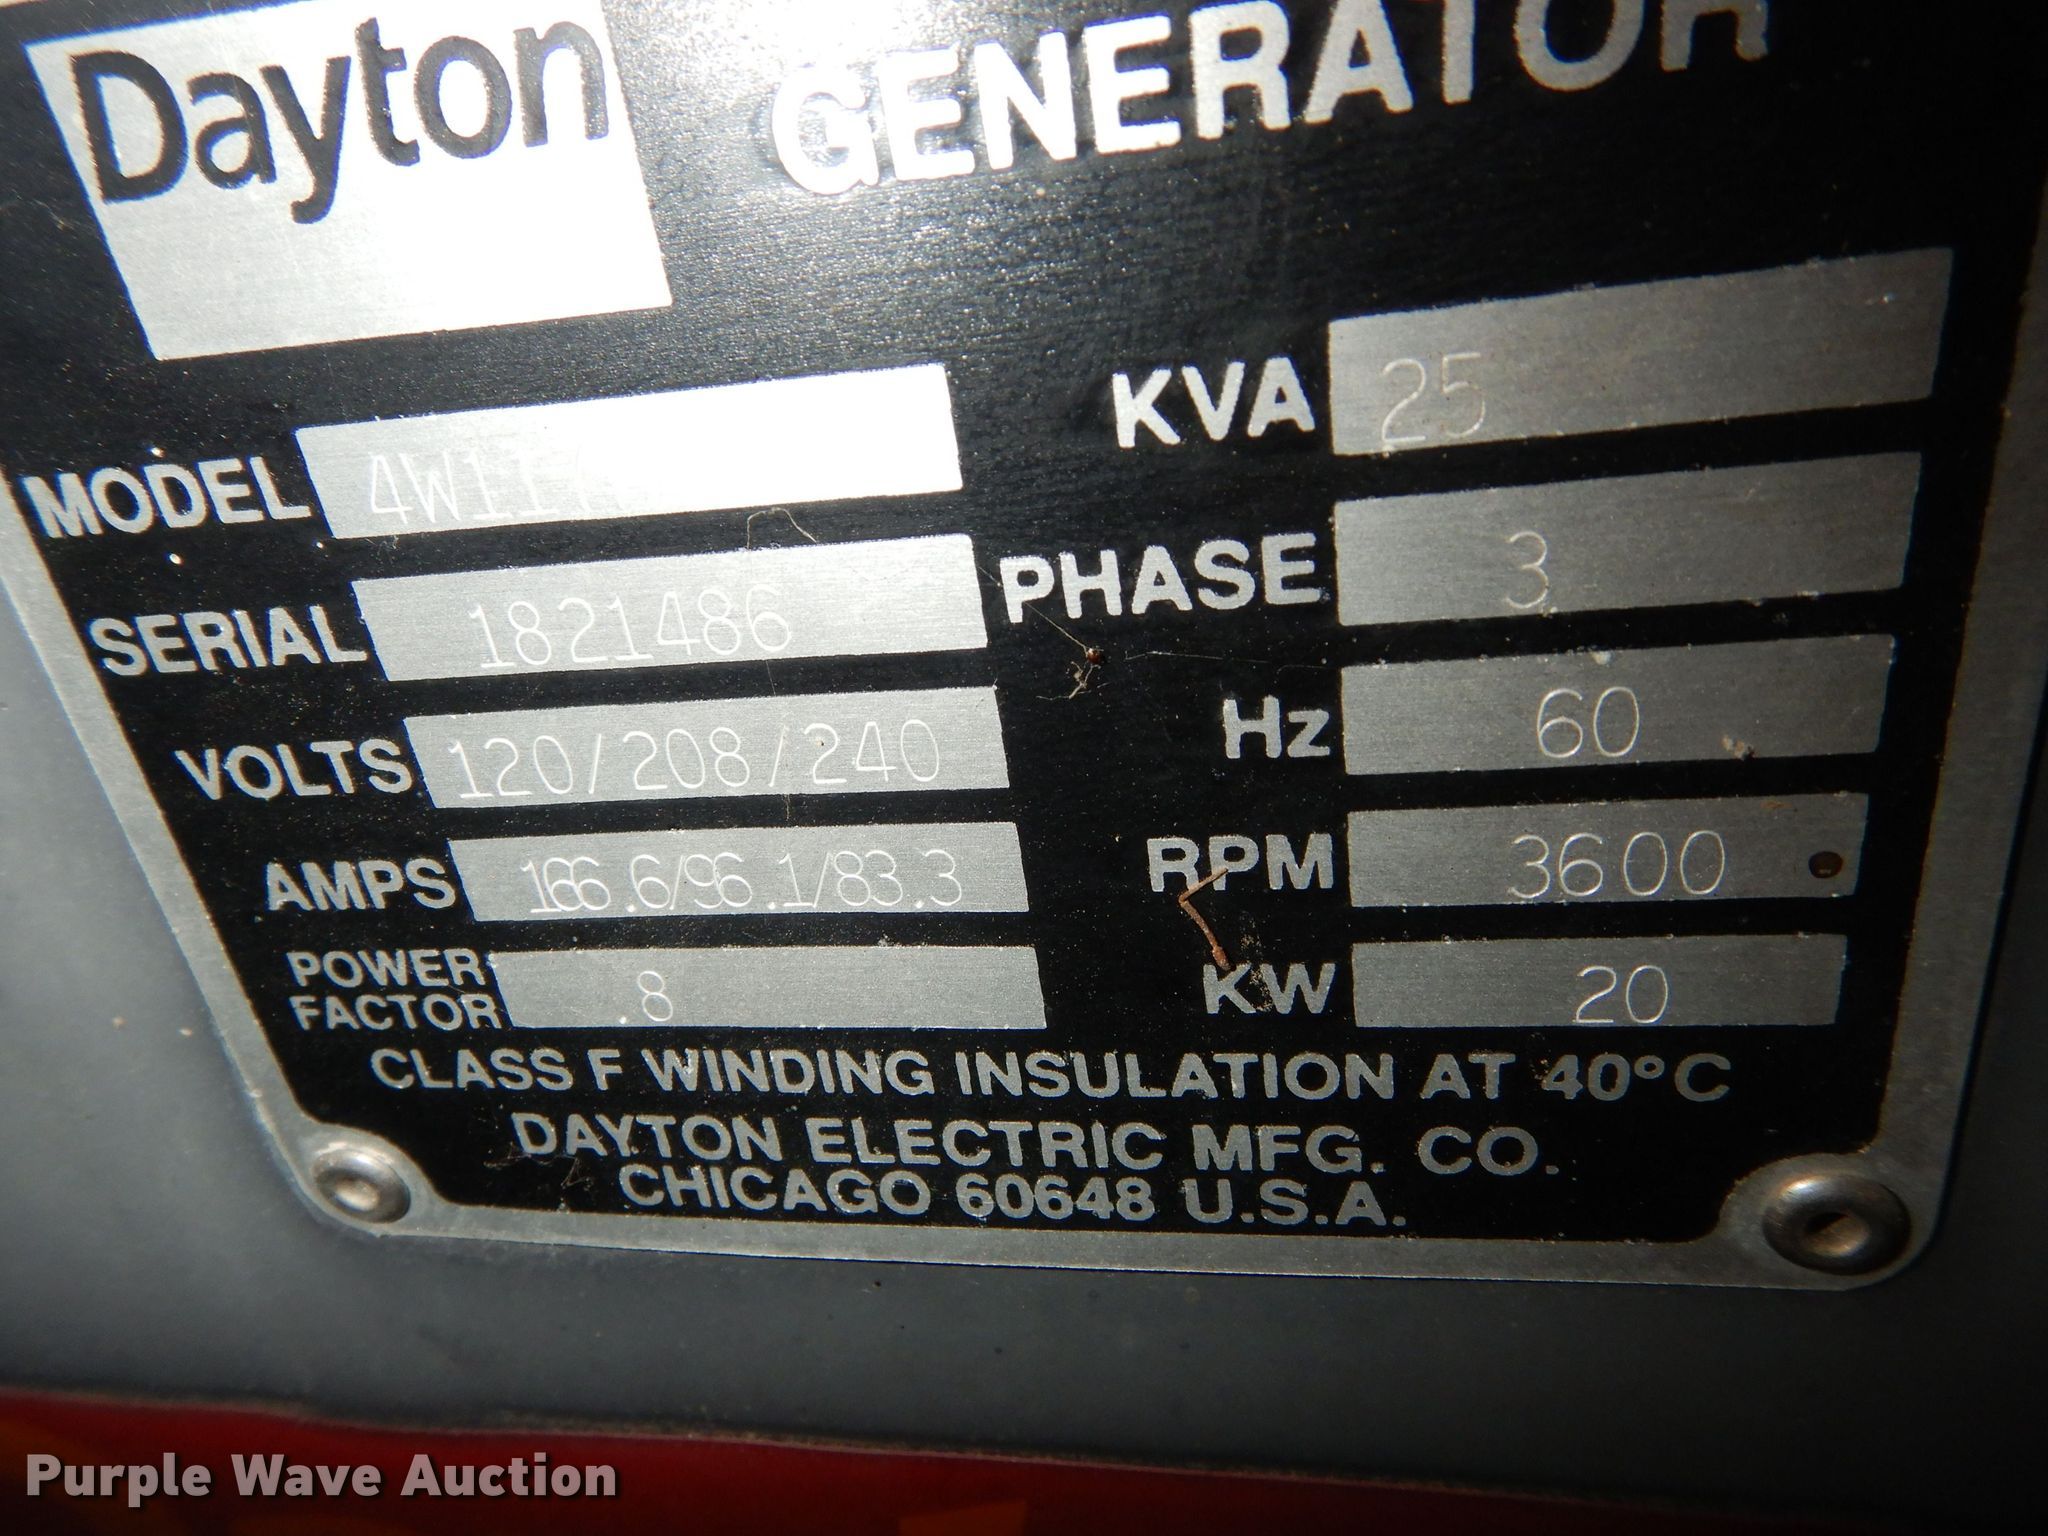 Dayton GENERATOR
KVA 25
MODEL
PHASE 3
SERIAL 1821486
Hz 60
VOLTS 120/208/240
RPM 3600
AMPS 166.6/96.1/83.3
KW 20
POWER FACTOR .8
CLASS F WINDING INSULATION AT 40°C
DAYTON ELECTRIC MFG. CO.
CHICAGO 60648 U.S.A.
Purple Wave Auction